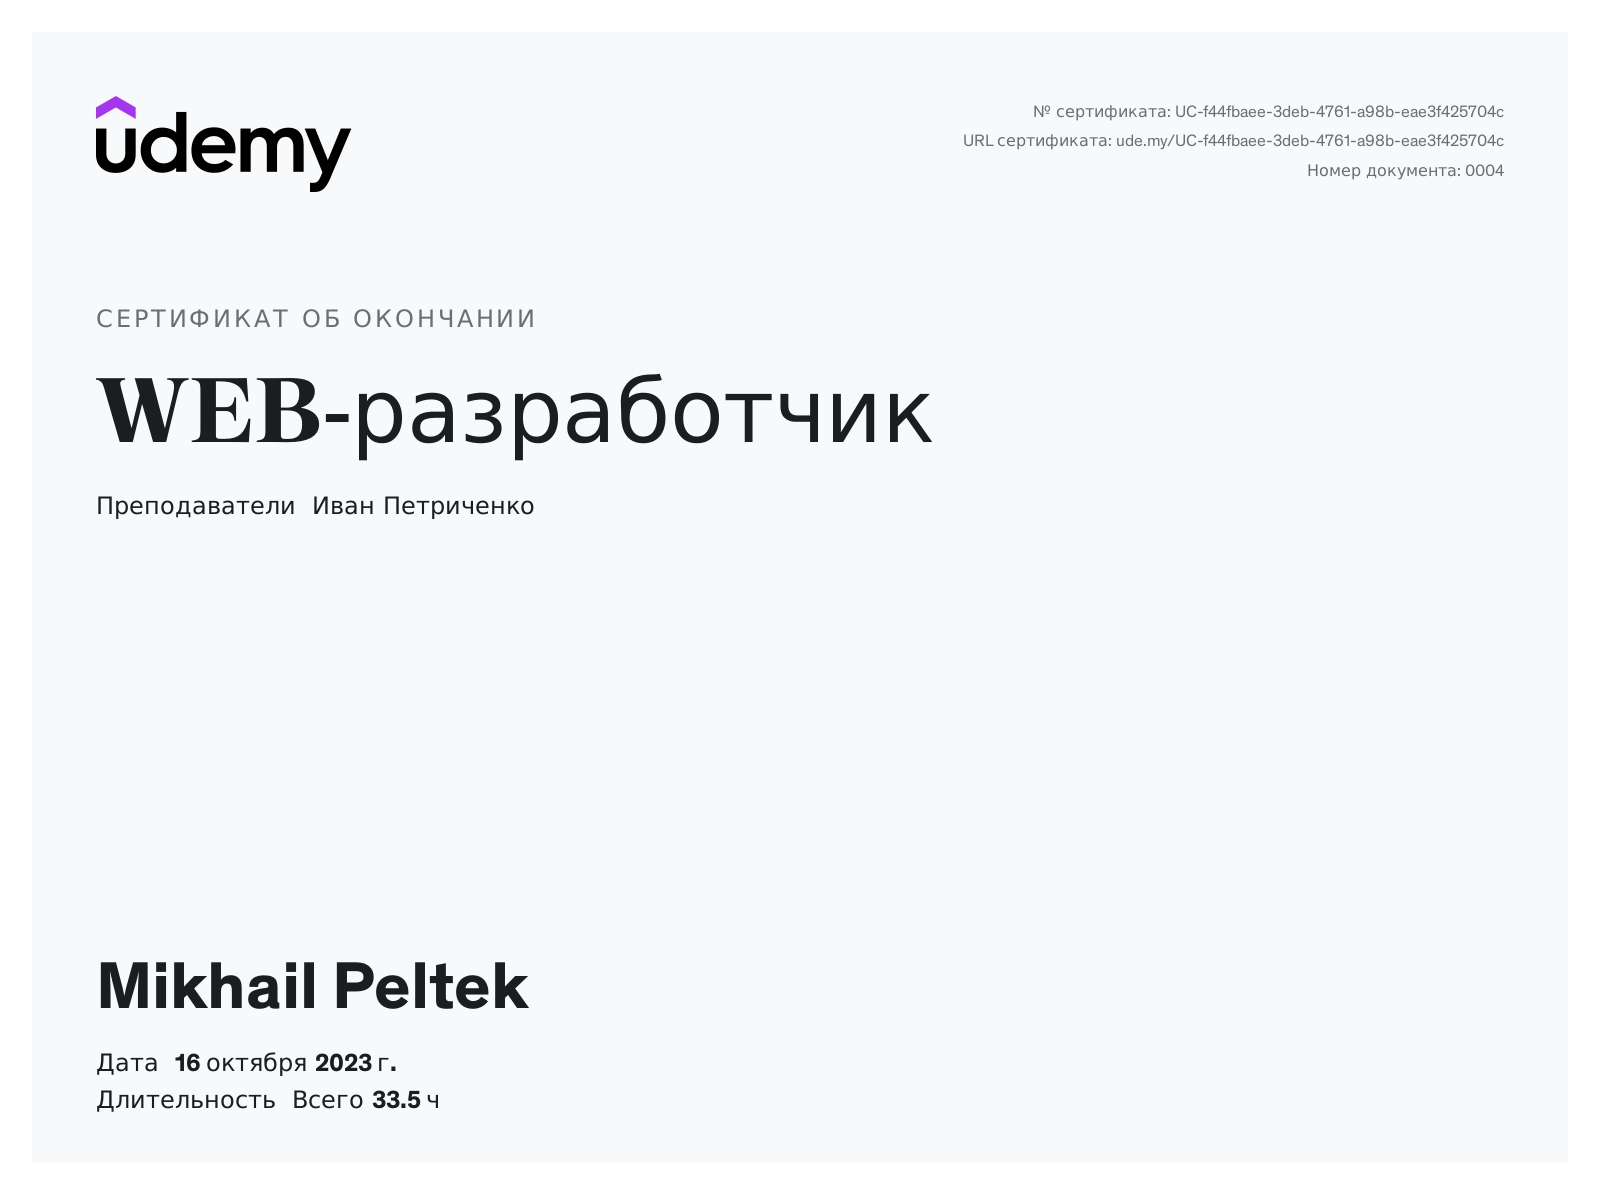 udemy
№ сертификата: UC-f44fbaee-3deb-4761-a98b-eae3f425704c
URL сертификата: ude.my/UC-f44fbaee-3deb-4761-a98b-eae3f425704c
Номер документа: 0004
СЕРТИФИКАТ ОБ ОКОНЧАНИИ
WEB-разработчик
Преподаватели Иван Петриченко
Mikhail Peltek
Дата 16 октября 2023 г.
Длительность Всего 33.5 ч